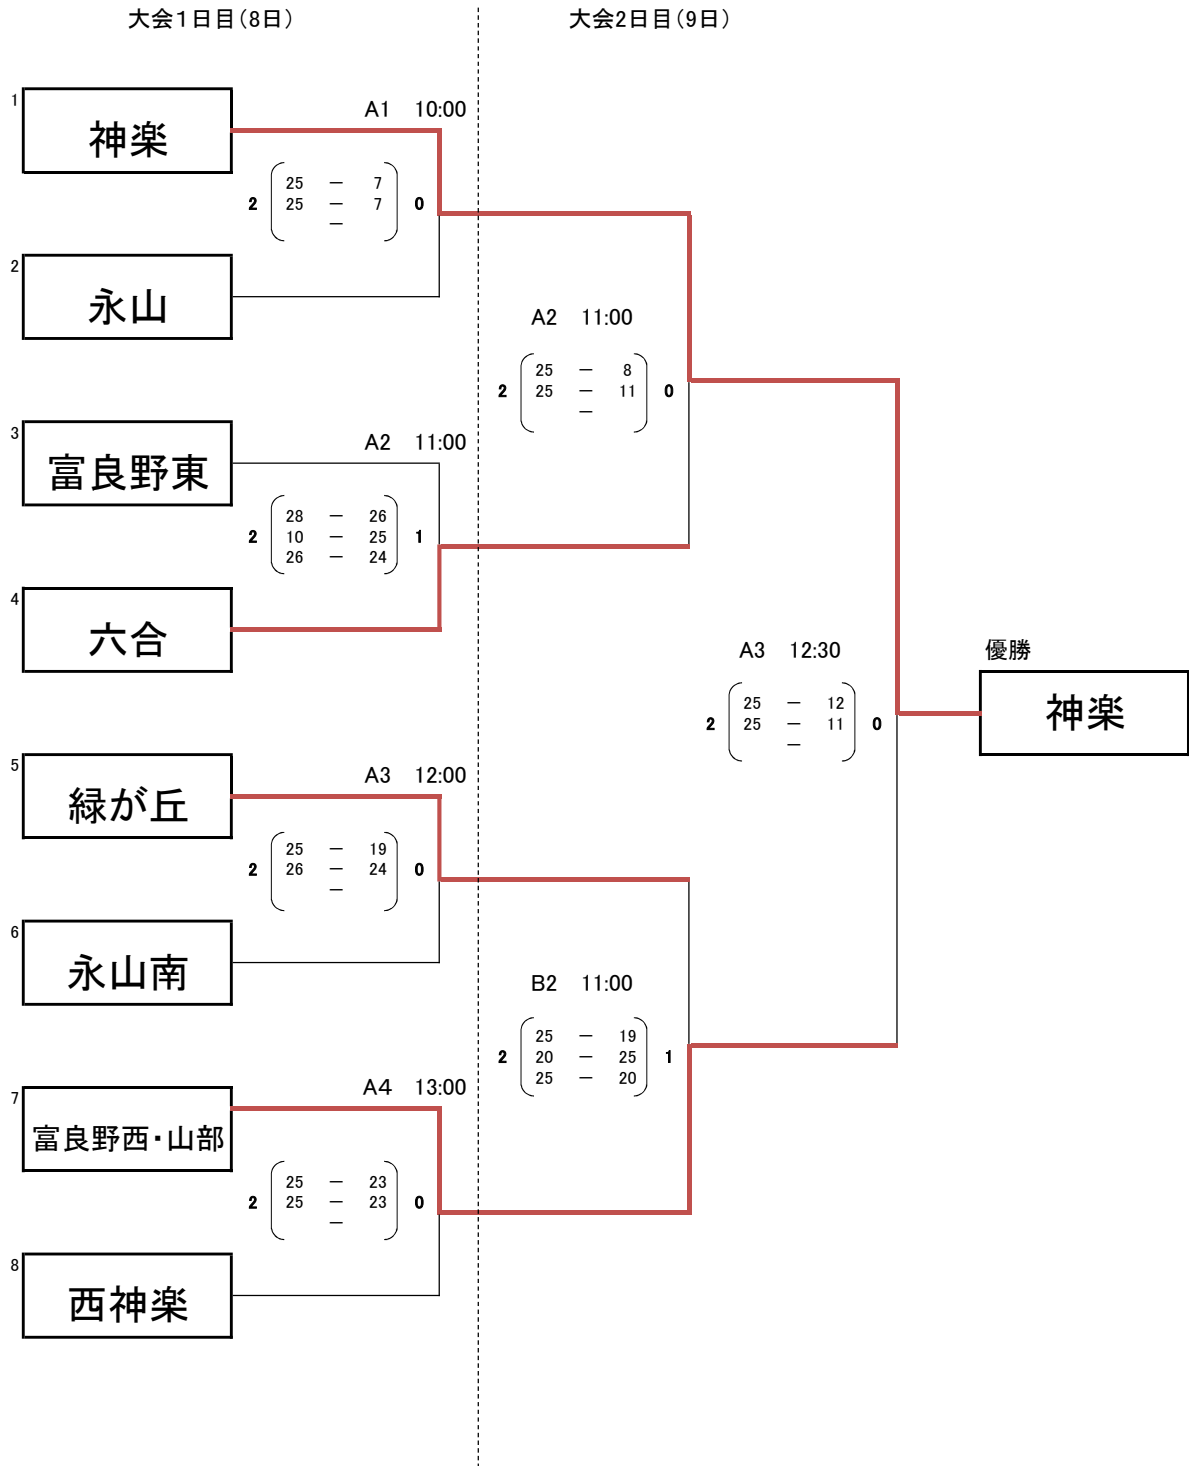 大会１日目（8日）
大会2日目（9日）
1
神楽
A1 10:00
25 － 7
2 25 － 7 0
－
2
永山
A2 11:00
25 － 8
2 25 － 11 0
－
3
富良野東
A2 11:00
28 － 26
2 10 － 25 1
26 － 24
4
六合
A3 12:30
25 － 12
2 25 － 11 0
－
優勝
神楽
5
緑が丘
A3 12:00
25 － 19
2 26 － 24 0
－
6
永山南
B2 11:00
25 － 19
2 20 － 25 1
25 － 20
7
富良野西・山部
A4 13:00
25 － 23
2 25 － 23 0
－
8
西神楽